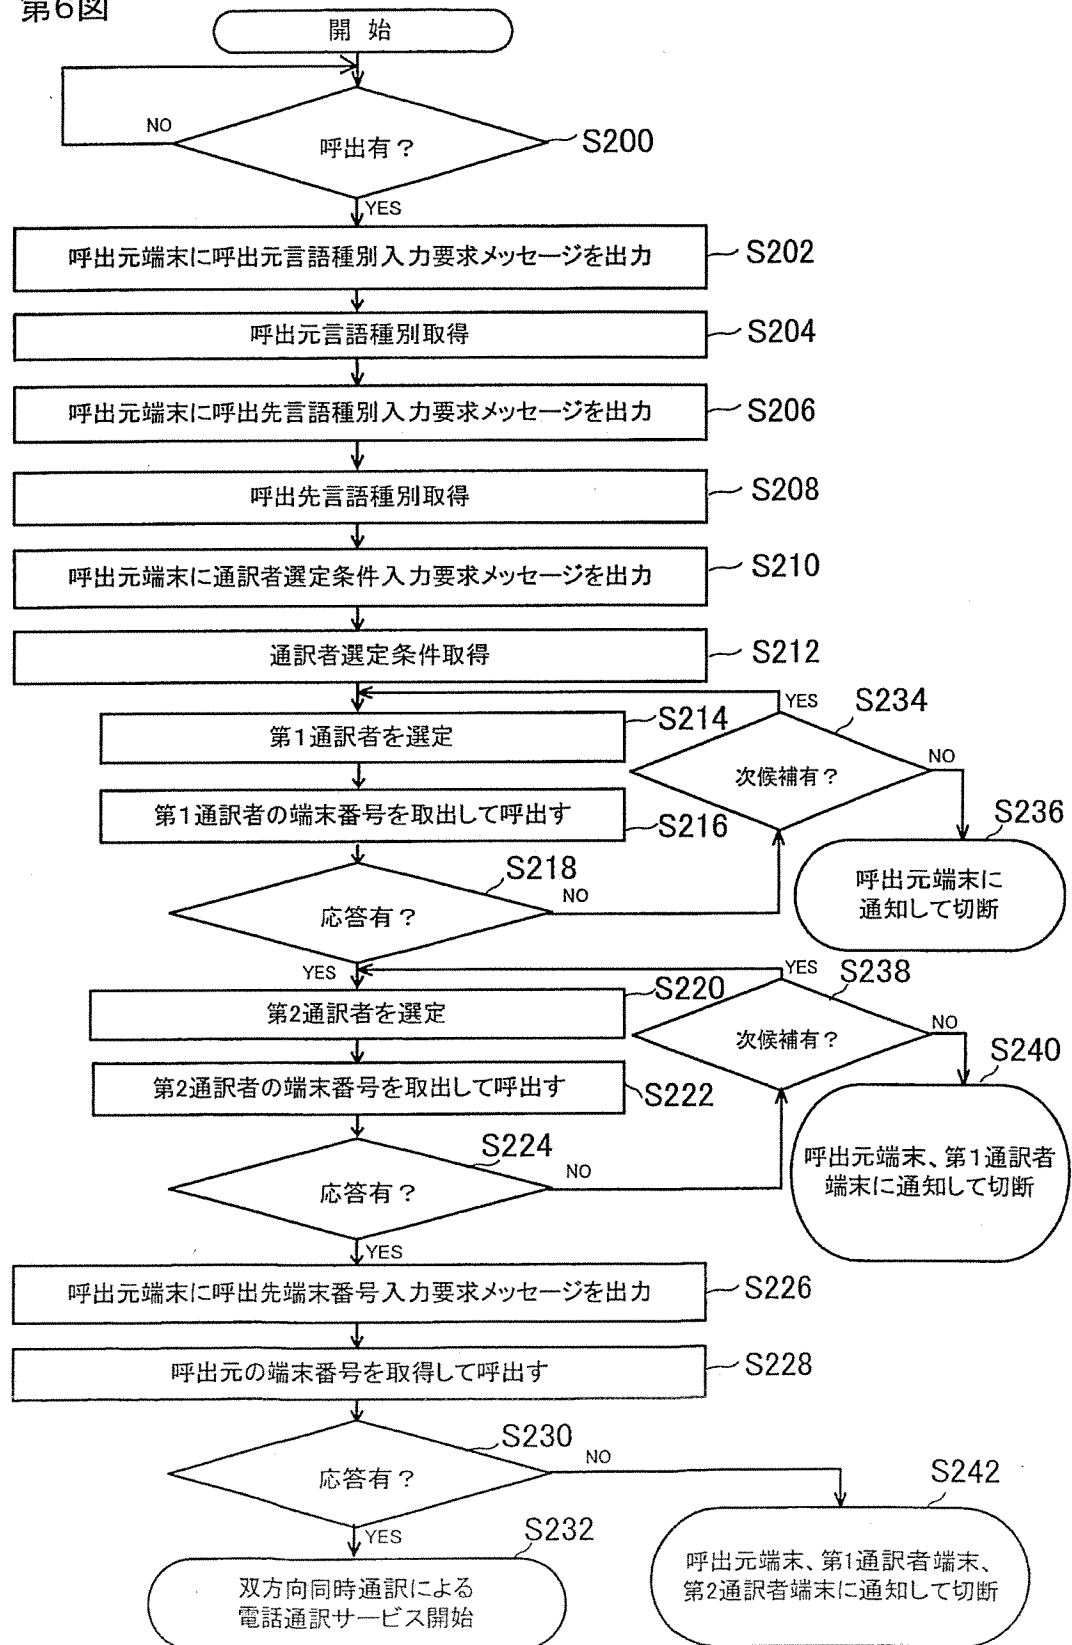 第6図
開 始
呼出有？
NO
S200
YES
呼出元端末に呼出元言語種別入力要求メッセージを出力
S202
呼出元言語種別取得
S204
呼出元端末に呼出先言語種別入力要求メッセージを出力
S206
呼出先言語種別取得
S208
呼出元端末に通訳者選定条件入力要求メッセージを出力
S210
通訳者選定条件取得
S212
第1通訳者を選定
S214
YES
S234
次候補有？
NO
第1通訳者の端末番号を取出して呼出す
S216
S236
呼出元端末に
通知して切断
S218
応答有？
NO
YES
第2通訳者を選定
S220
YES
S238
次候補有？
NO
第2通訳者の端末番号を取出して呼出す
S222
S240
呼出元端末、第1通訳者
端末に通知して切断
S224
応答有？
NO
YES
呼出元端末に呼出先端末番号入力要求メッセージを出力
S226
呼出元の端末番号を取得して呼出す
S228
S230
応答有？
NO
YES
S242
呼出元端末、第1通訳者端末、
第2通訳者端末に通知して切断
S232
双方向同時通訳による
電話通訳サービス開始